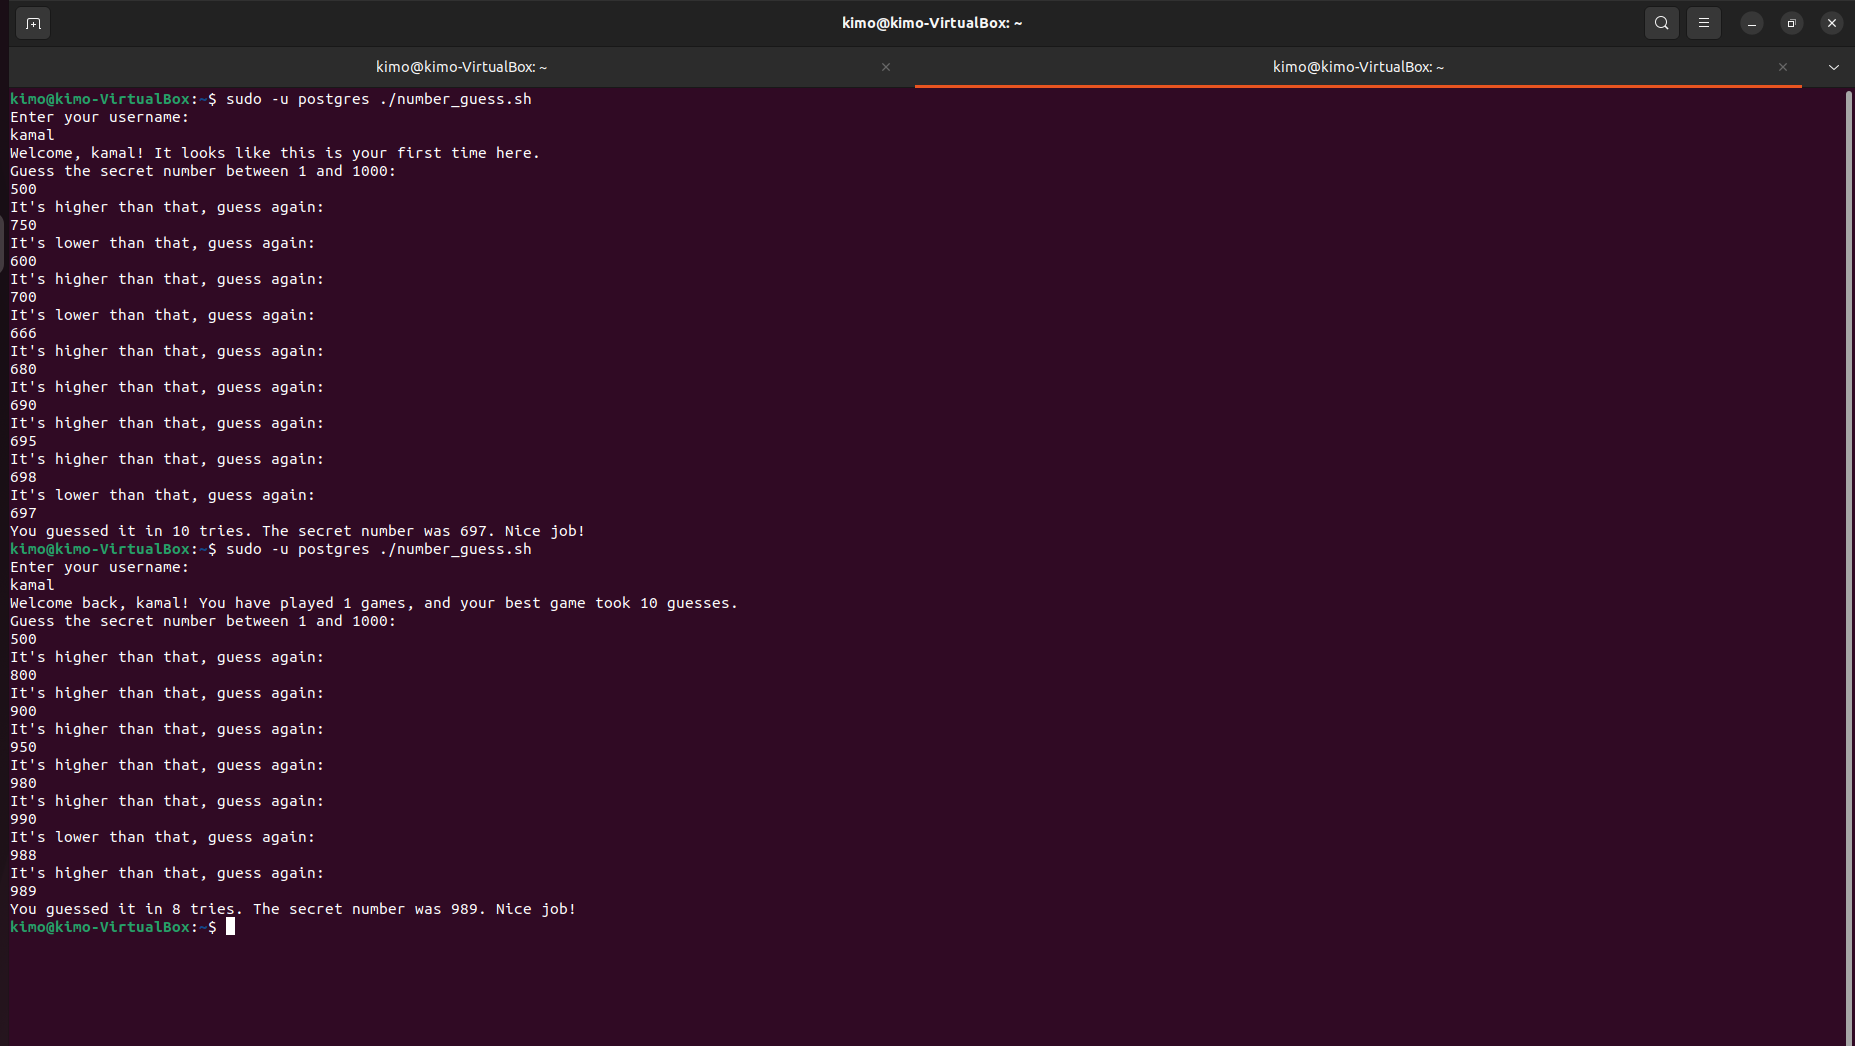 kimo@kimo-VirtualBox: ~
kimo@kimo-VirtualBox: ~
kimo@kimo-VirtualBox: ~
kimo@kimo-VirtualBox:~$ sudo -u postgres ./number_guess.sh
Enter your username:
kamal
Welcome, kamal! It looks like this is your first time here.
Guess the secret number between 1 and 1000:
500
It's higher than that, guess again:
750
It's lower than that, guess again:
600
It's higher than that, guess again:
700
It's lower than that, guess again:
666
It's higher than that, guess again:
680
It's higher than that, guess again:
690
It's higher than that, guess again:
695
It's higher than that, guess again:
698
It's lower than that, guess again:
697
You guessed it in 10 tries. The secret number was 697. Nice job!
kimo@kimo-VirtualBox:~$ sudo -u postgres ./number_guess.sh
Enter your username:
kamal
Welcome back, kamal! You have played 1 games, and your best game took 10 guesses.
Guess the secret number between 1 and 1000:
500
It's higher than that, guess again:
800
It's higher than that, guess again:
900
It's higher than that, guess again:
950
It's higher than that, guess again:
980
It's higher than that, guess again:
990
It's lower than that, guess again:
988
It's higher than that, guess again:
989
You guessed it in 8 tries. The secret number was 989. Nice job!
kimo@kimo-VirtualBox:~$